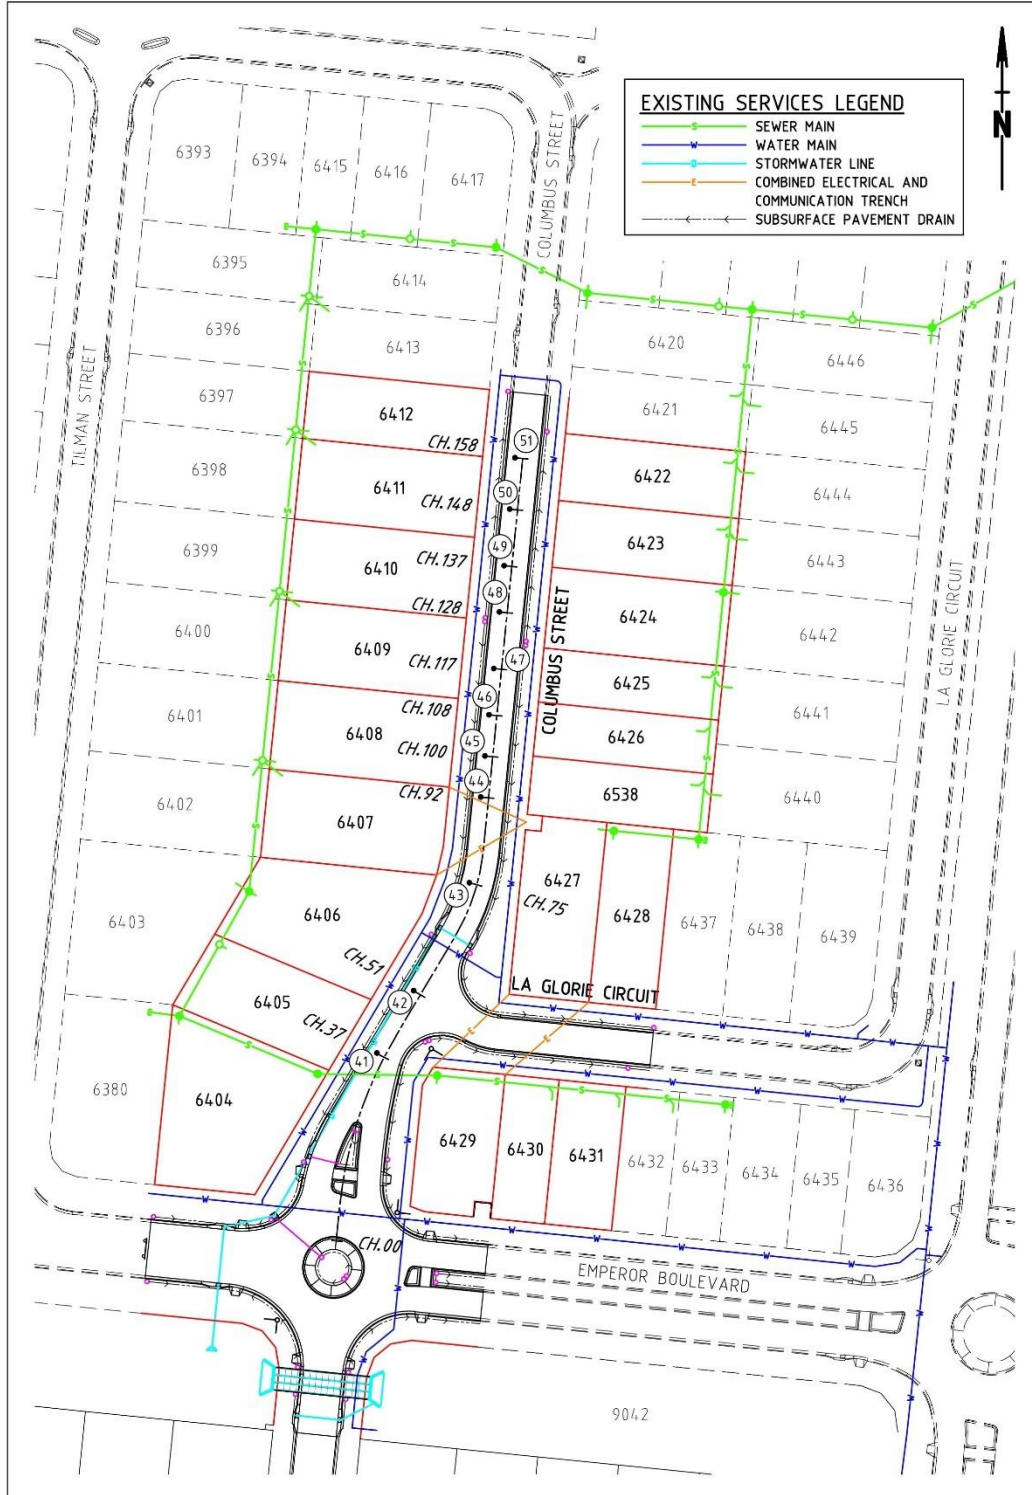 N
EXISTING SERVICES LEGEND
S SEWER MAIN
W WATER MAIN
D STORMWATER LINE
E COMBINED ELECTRICAL AND
COMMUNICATION TRENCH
SUBSURFACE PAVEMENT DRAIN
COLUMBUS STREET
6393
6394
6415
6416
6417
6395
6414
6396
6413
6420
6446
TILMAN STREET
6397
6412
6421
6445
CH.158
51
6398
6411
6422
6444
CH.148
50
6399
6410
CH.137
49
6423
6443
48
CH.128
6424
6442
LA GLORIE CIRCUIT
6400
6409
CH.117
47
COLUMBUS STREET
6425
46
6401
6408
CH.108
6441
CH.100
45
6426
44
CH.92
6538
6440
6402
6407
6427
CH.75
43
6428
6437
6438
6439
6403
6406
CH.51
LA GLORIE CIRCUIT
6405
CH.37
42
41
6380
6404
6429
6430
6431
6432
6433
6434
6435
6436
CH.00
EMPEROR BOULEVARD
9042